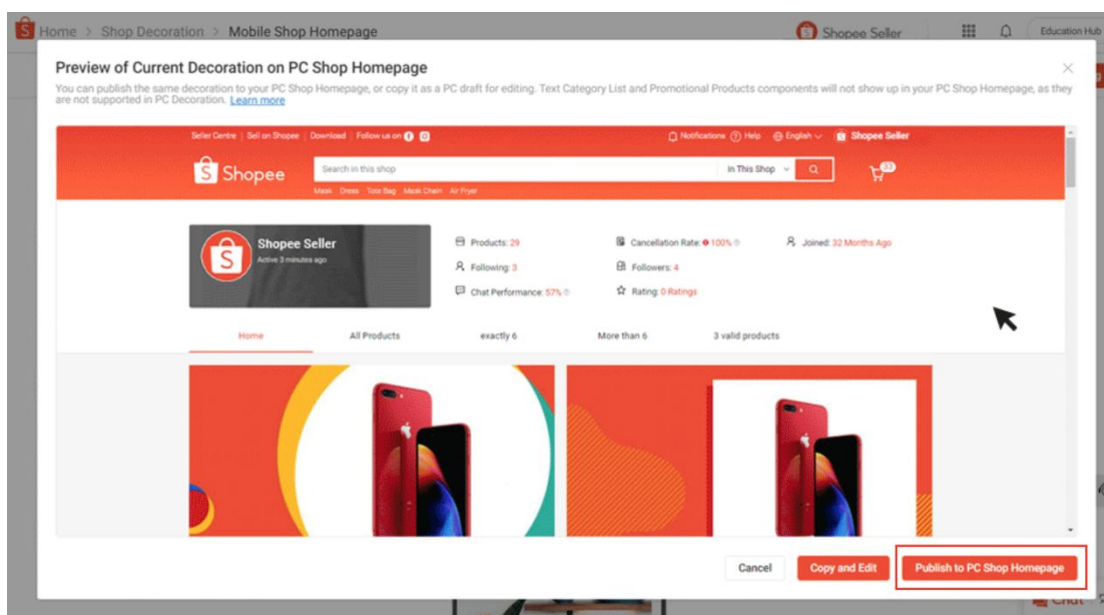 Home > Shop Decoration > Mobile Shop Homepage
Shopee Seller
Education Hub
Preview of Current Decoration on PC Shop Homepage
You can publish the same decoration to your PC Shop Homepage, or copy it as a PC draft for editing. Text Category List and Promotional Products components will not show up in your PC Shop Homepage, as they
are not supported in PC Decoration. Learn more
Seller Centre | Sell on Shopee | Download | Follow us on
Notifications Help English Shopee Seller
Shopee
Search in this shop
In This Shop
33
Mask Dress Tote Bag Mask Chain Air Fryer
Shopee Seller
Active 3 minutes ago
Products: 29
Cancellation Rate: 100%
Joined: 32 Months Ago
Following: 3
Followers: 4
Chat Performance: 57%
Rating: 0 Ratings
Home
All Products
exactly 6
More than 6
3 valid products
Cancel
Copy and Edit
Publish to PC Shop Homepage
Chat